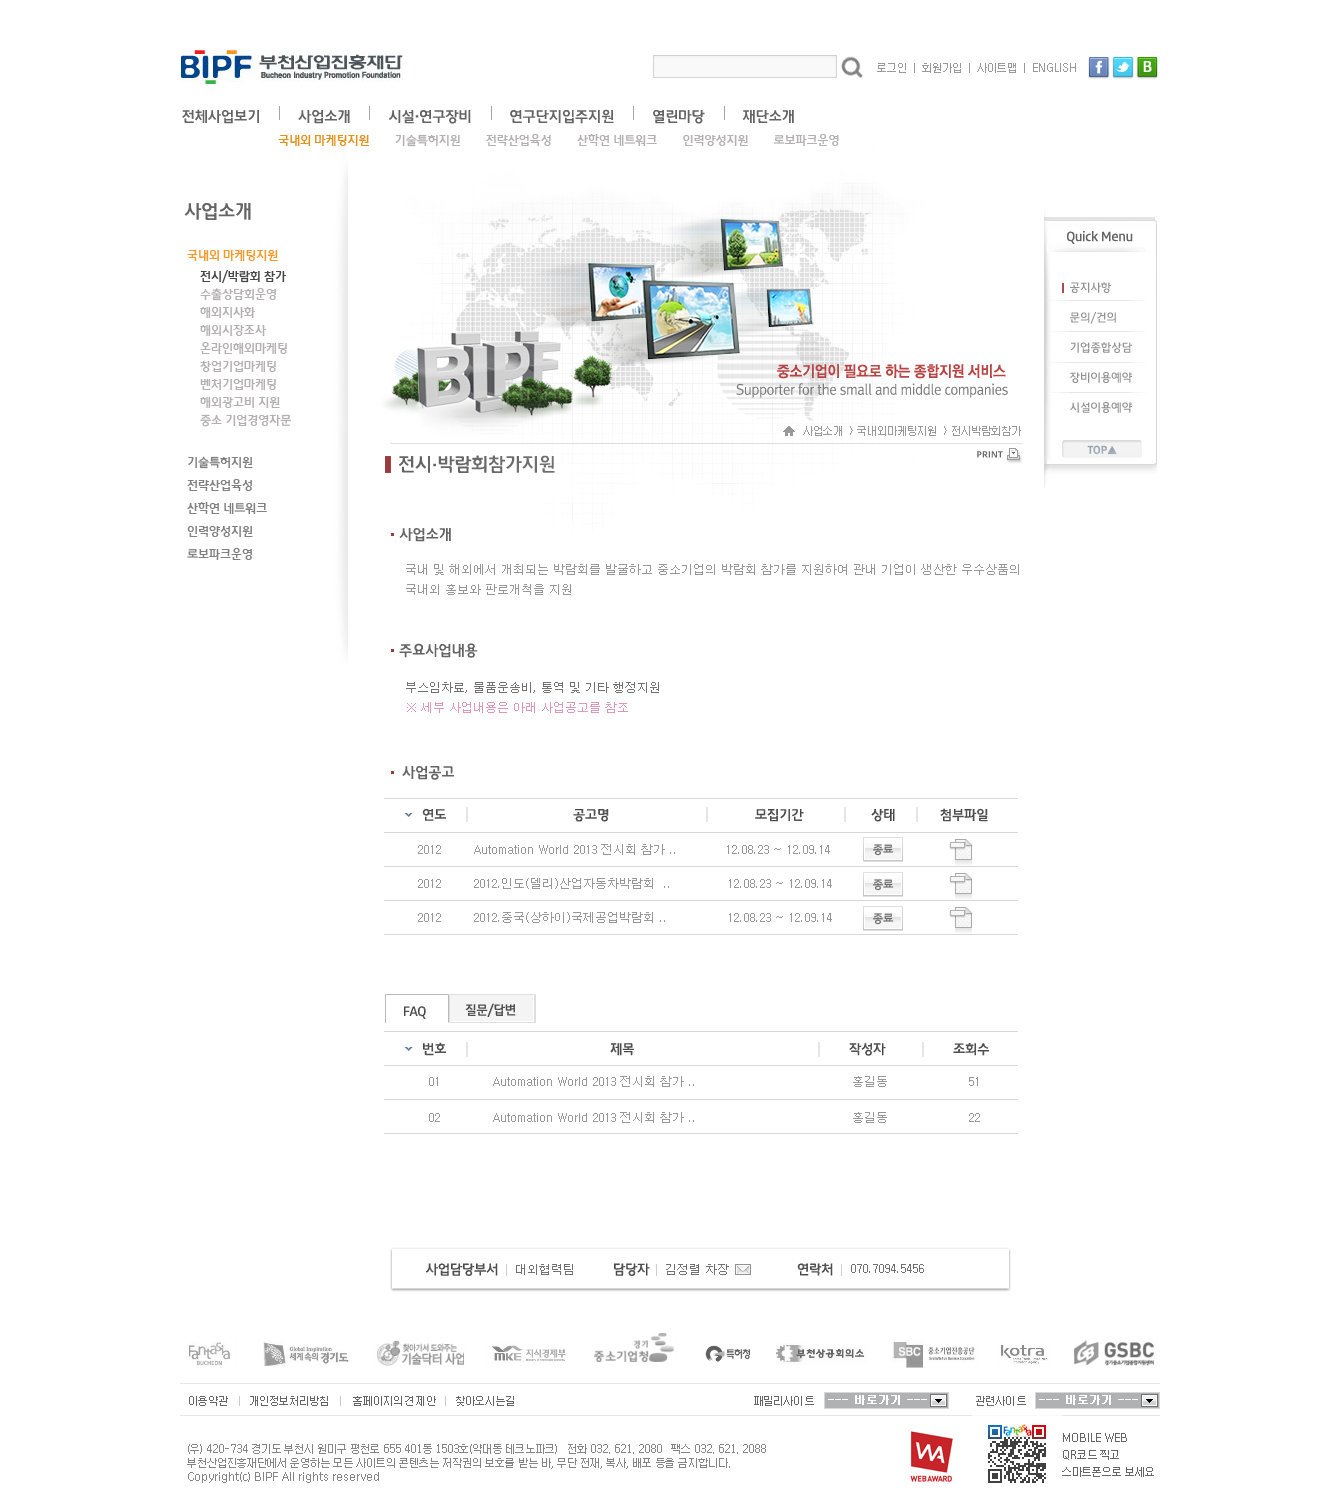 BIPF 부천산업진흥재단
Bucheon Industry Promotion Foundation
로그인 | 회원가입 | 사이트맵 | ENGLISH
f B
전체사업보기 사업소개 시설·연구장비 연구단지입주지원 열린마당 재단소개
국내외 마케팅지원 기술특허지원 전략산업육성 산학연 네트워크 인력양성지원 로보파크운영
사업소개
국내외 마케팅지원
전시/박람회 참가
수출상담회운영
해외지사화
해외시장조사
온라인해외마케팅
창업기업마케팅
벤처기업마케팅
해외광고비 지원
중소 기업경영자문
기술특허지원
전략산업육성
산학연 네트워크
인력양성지원
로보파크운영
BIPF
중소기업이 필요로 하는 종합지원 서비스
Supporter for the small and middle companies
사업소개 > 국내외마케팅지원 > 전시박람회참가
Quick Menu
공지사항
문의/건의
기업종합상담
장비이용예약
시설이용예약
TOP▲
전시·박람회참가지원
PRINT
사업소개
국내 및 해외에서 개최되는 박람회를 발굴하고 중소기업의 박람회 참가를 지원하여 관내 기업이 생산한 우수상품의
국내외 홍보와 판로개척을 지원
주요사업내용
부스임차료, 물품운송비, 통역 및 기타 행정지원
※ 세부 사업내용은 아래 사업공고를 참조
사업공고
연도 공고명 모집기간 상태 첨부파일
2012 Automation World 2013 전시회 참가 .. 12.08.23 ~ 12.09.14 종료
2012 2012.인도(델리)산업자동차박람회 .. 12.08.23 ~ 12.09.14 종료
2012 2012.중국(상하이)국제공업박람회 .. 12.08.23 ~ 12.09.14 종료
FAQ 질문/답변
번호 제목 작성자 조회수
01 Automation World 2013 전시회 참가 .. 홍길동 51
02 Automation World 2013 전시회 참가 .. 홍길동 22
사업담당부서 | 대외협력팀 담당자 | 김정렬 차장 연락처 | 070.7094.5456
Fantasia BUCHEON
Global Inspiration 세계속의 경기도
찾아가서 도와주는 기술닥터 사업
MKE 지식경제부
경기 중소기업청
특허청
부천상공회의소
SBC 중소기업진흥공단
kotra
GSBC 경기중소기업종합지원센터
이용약관 | 개인정보처리방침 | 홈페이지의견제안 | 찾아오시는길
패밀리사이트 --- 바로가기 --- 관련사이트 --- 바로가기 ---
(우) 420-734 경기도 부천시 원미구 평천로 655 401동 1503호(약대동 테크노파크) 전화 032, 621, 2080 팩스 032, 621, 2088
부천산업진흥재단에서 운영하는 모든 사이트의 콘텐츠는 저작권의 보호를 받는 바, 무단 전재, 복사, 배포 등을 금지합니다.
Copyright(c) BIPF All rights reserved
WA
WEB AWARD
Fantasia
MOBILE WEB
QR코드 찍고
스마트폰으로 보세요